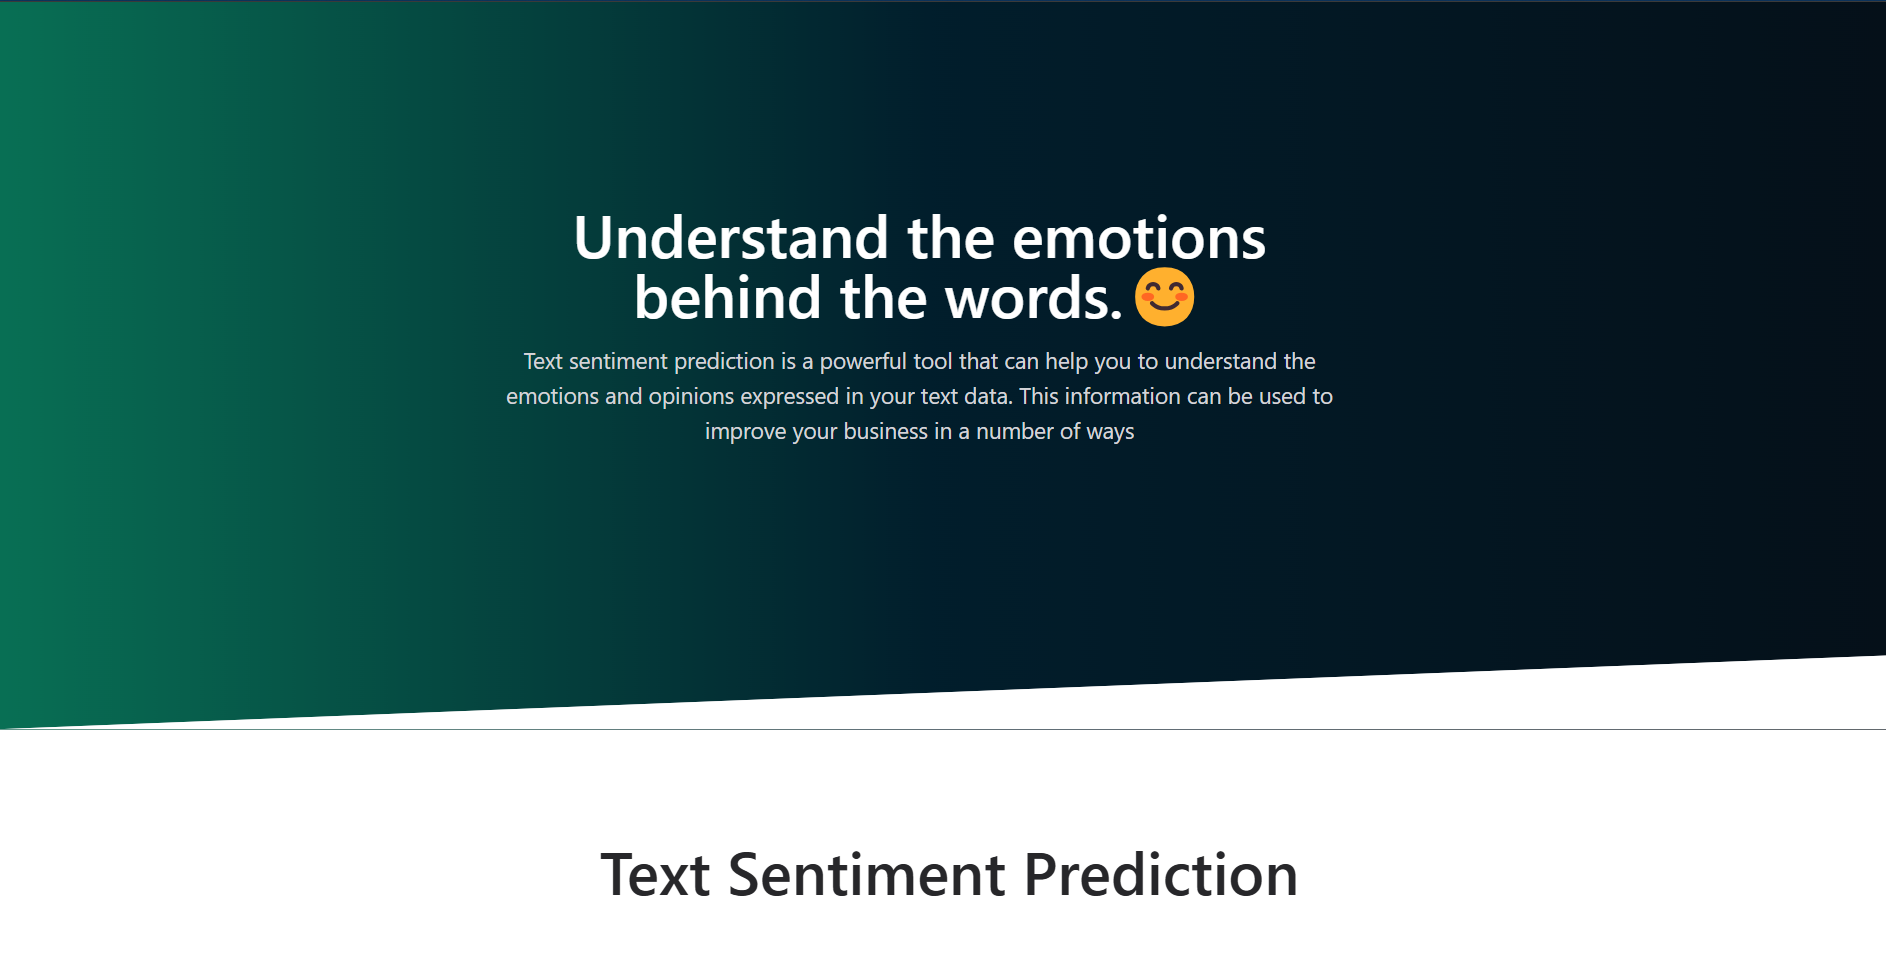 Understand the emotions
behind the words. 😊
Text sentiment prediction is a powerful tool that can help you to understand the
emotions and opinions expressed in your text data. This information can be used to
improve your business in a number of ways
Text Sentiment Prediction